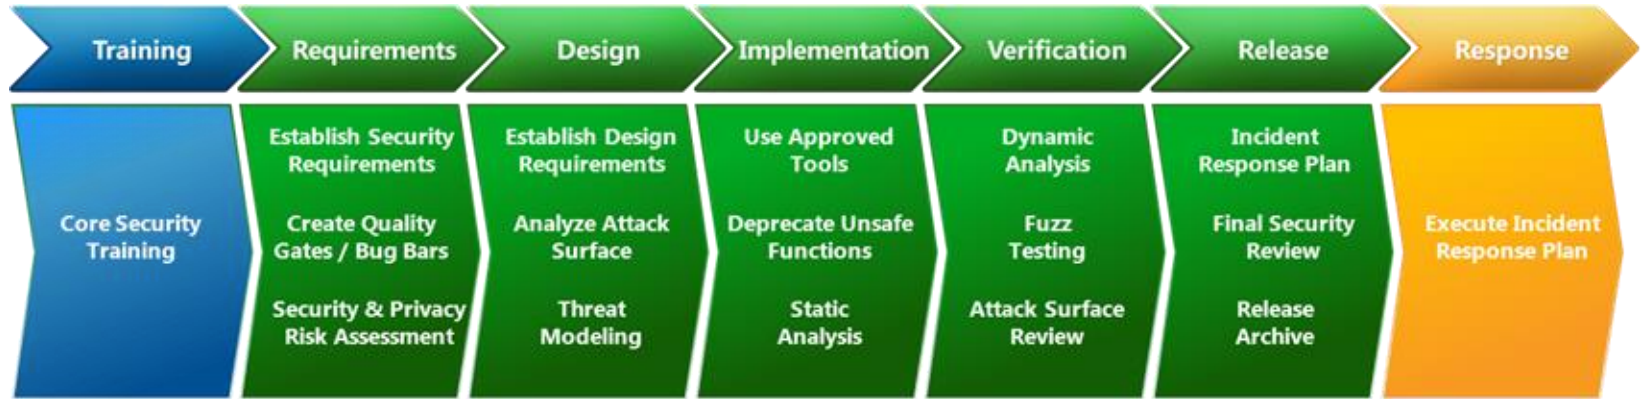 Training
Requirements
Design
Implementation
Verification
Release
Response
Core Security
Training
Establish Security
Requirements
Create Quality
Gates / Bug Bars
Security & Privacy
Risk Assessment
Establish Design
Requirements
Analyze Attack
Surface
Threat
Modeling
Use Approved
Tools
Deprecate Unsafe
Functions
Static
Analysis
Dynamic
Analysis
Fuzz
Testing
Attack Surface
Review
Incident
Response Plan
Final Security
Review
Release
Archive
Execute Incident
Response Plan